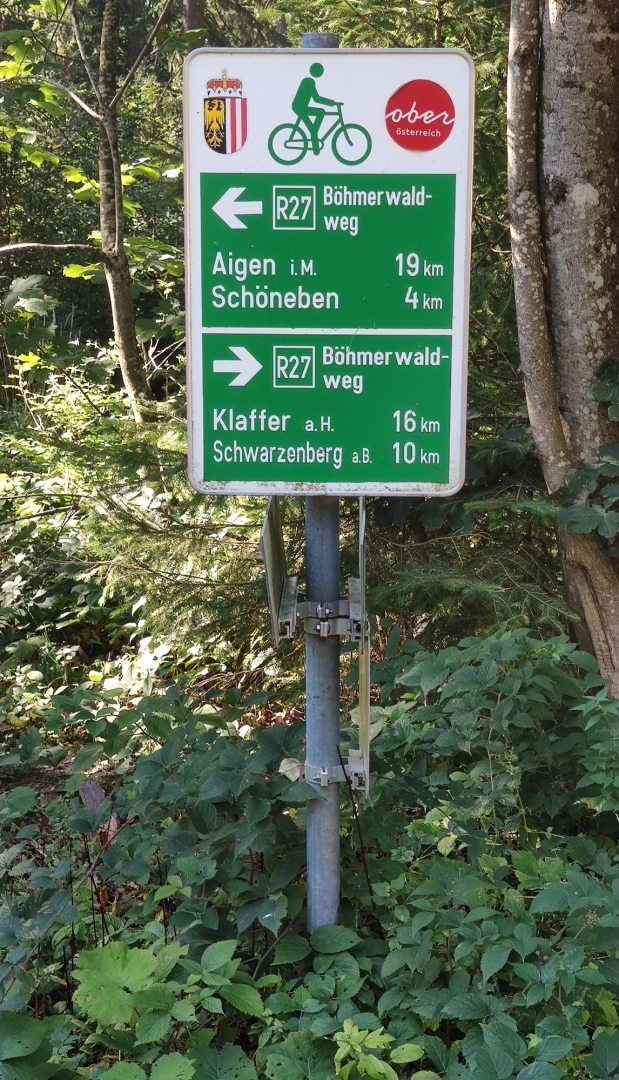 ober
österreich
R27 Böhmerwald-
weg
Aigen i.M. 19 km
Schöneben 4 km
R27 Böhmerwald-
weg
Klaffer a.H. 16 km
Schwarzenberg a.B. 10 km